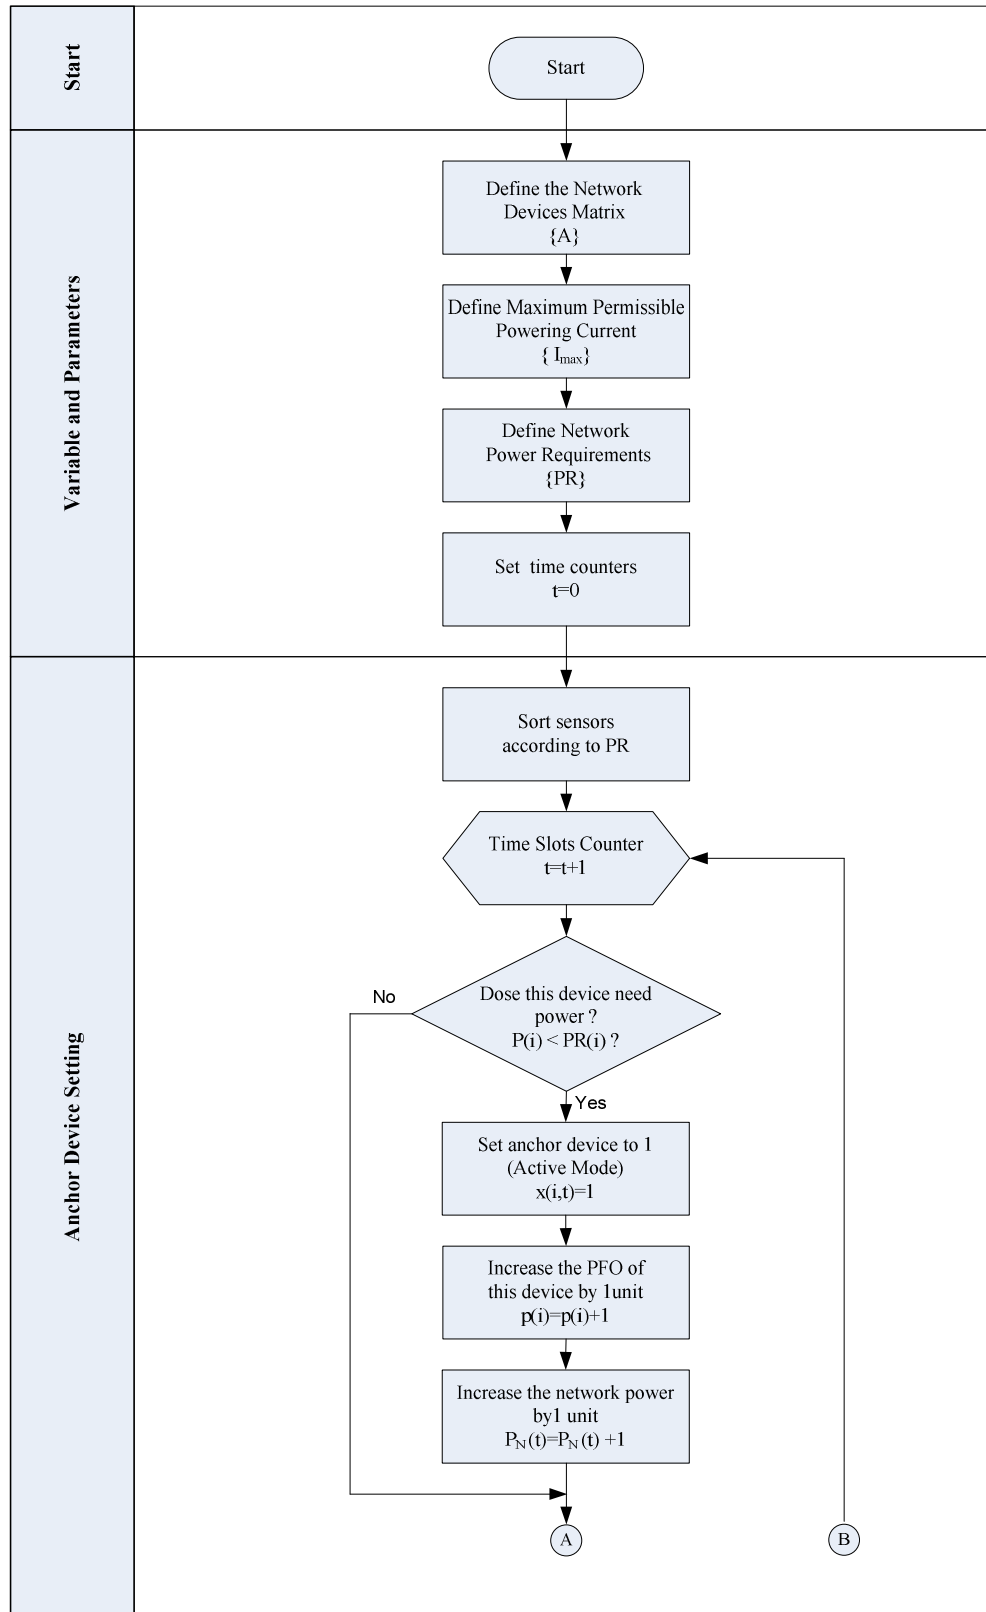 Start
Start
Variable and Parameters
Define the Network
Devices Matrix
{A}
Define Maximum Permissible
Powering Current
{ Imax}
Define Network
Power Requirements
{PR}
Set time counters
t=0
Anchor Device Setting
Sort sensors
according to PR
Time Slots Counter
t=t+1
No
Dose this device need
power ?
P(i) < PR(i) ?
Yes
Set anchor device to 1
(Active Mode)
x(i,t)=1
Increase the PFO of
this device by 1unit
p(i)=p(i)+1
Increase the network power
by1 unit
PN(t)=PN(t) +1
A
B